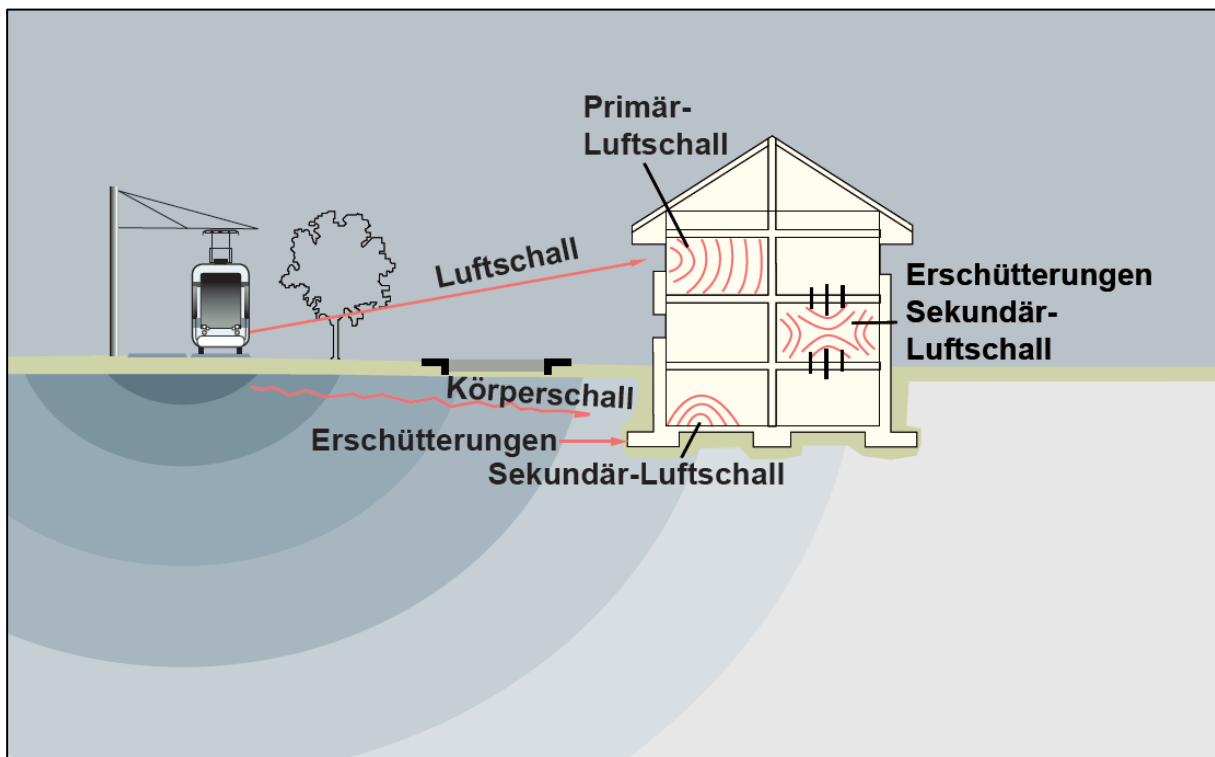 Primär-
Luftschall
Luftschall
Erschütterungen
Sekundär-
Luftschall
Körperschall
Erschütterungen
Sekundär-Luftschall